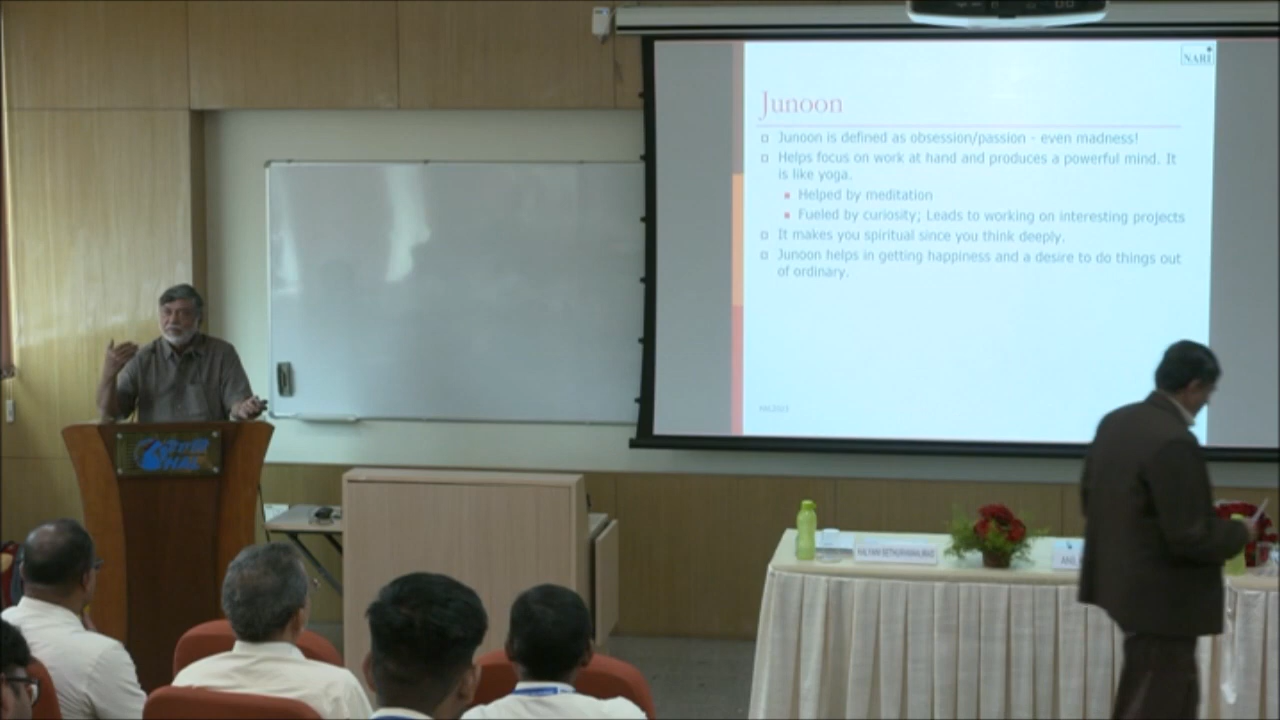 NARI
Junoon
Junoon is defined as obsession/passion - even madness!
Helps focus on work at hand and produces a powerful mind. It
is like yoga.
Helped by meditation
Fueled by curiosity; Leads to working on interesting projects
It makes you spiritual since you think deeply.
Junoon helps in getting happiness and a desire to do things out
of ordinary.